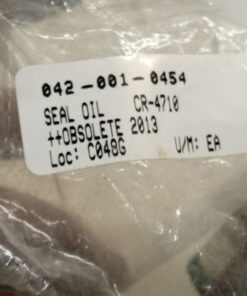 042-001-0454
SEAL OIL CR-4710
++OBSOLETE 2013
Loc: C048G U/M: EA